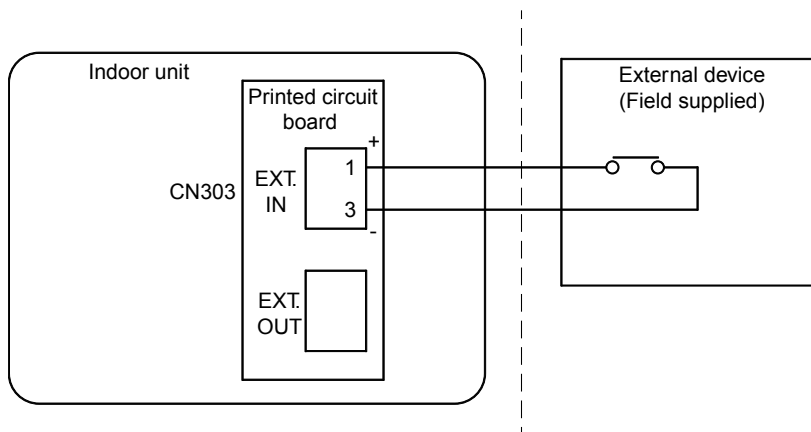 Indoor unit
Printed circuit
board
CN303
EXT.
IN
+
1
3
-
EXT.
OUT
External device
(Field supplied)